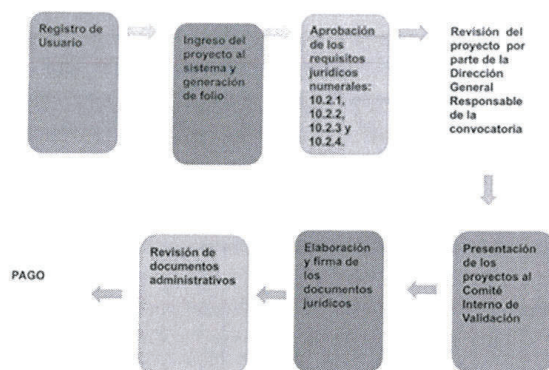 Registro de
Usuario
Ingreso del
proyecto al
sistema y
generación
de folio
Aprobación
de los
requisitos
jurídicos
numerales:
10.2.1,
10.2.2,
10.2.3 y
10.2.4.
Revisión del
proyecto por
parte de la
Dirección
General
Responsable
de la
convocatoria
Presentación
de los
proyectos al
Comité
Interno de
Validación
Elaboración
y firma de
los
documentos
jurídicos
Revisión de
documentos
administrativos
PAGO